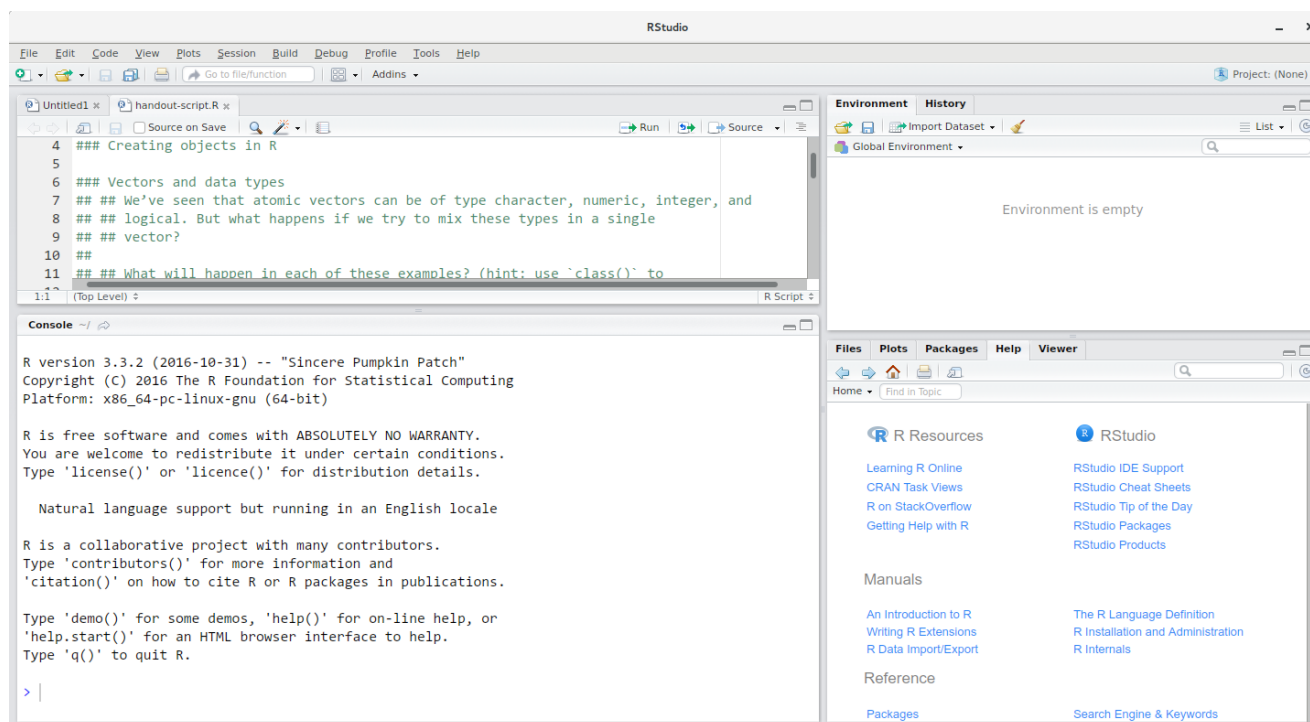 RStudio
File Edit Code View Plots Session Build Debug Profile Tools Help
Go to file/function Addins Project: (None)
Untitled1 × handout-script.R ×
Source on Save Run Source
4 ### Creating objects in R
5
6 ### Vectors and data types
7 ## ## We’ve seen that atomic vectors can be of type character, numeric, integer, and
8 ## ## logical. But what happens if we try to mix these types in a single
9 ## ## vector?
10 ##
11 ## ## What will happen in each of these examples? (hint: use `class()` to
1:1 (Top Level) R Script
Console ~/
R version 3.3.2 (2016-10-31) -- "Sincere Pumpkin Patch"
Copyright (C) 2016 The R Foundation for Statistical Computing
Platform: x86_64-pc-linux-gnu (64-bit)
R is free software and comes with ABSOLUTELY NO WARRANTY.
You are welcome to redistribute it under certain conditions.
Type 'license()' or 'licence()' for distribution details.
Natural language support but running in an English locale
R is a collaborative project with many contributors.
Type 'contributors()' for more information and
'citation()' on how to cite R or R packages in publications.
Type 'demo()' for some demos, 'help()' for on-line help, or
'help.start()' for an HTML browser interface to help.
Type 'q()' to quit R.
>
Environment History
Import Dataset List
Global Environment
Environment is empty
Files Plots Packages Help Viewer
Home Find in Topic
R R Resources
Learning R Online
CRAN Task Views
R on StackOverflow
Getting Help with R
R RStudio
RStudio IDE Support
RStudio Cheat Sheets
RStudio Tip of the Day
RStudio Packages
RStudio Products
Manuals
An Introduction to R
Writing R Extensions
R Data Import/Export
The R Language Definition
R Installation and Administration
R Internals
Reference
Packages
Search Engine & Keywords